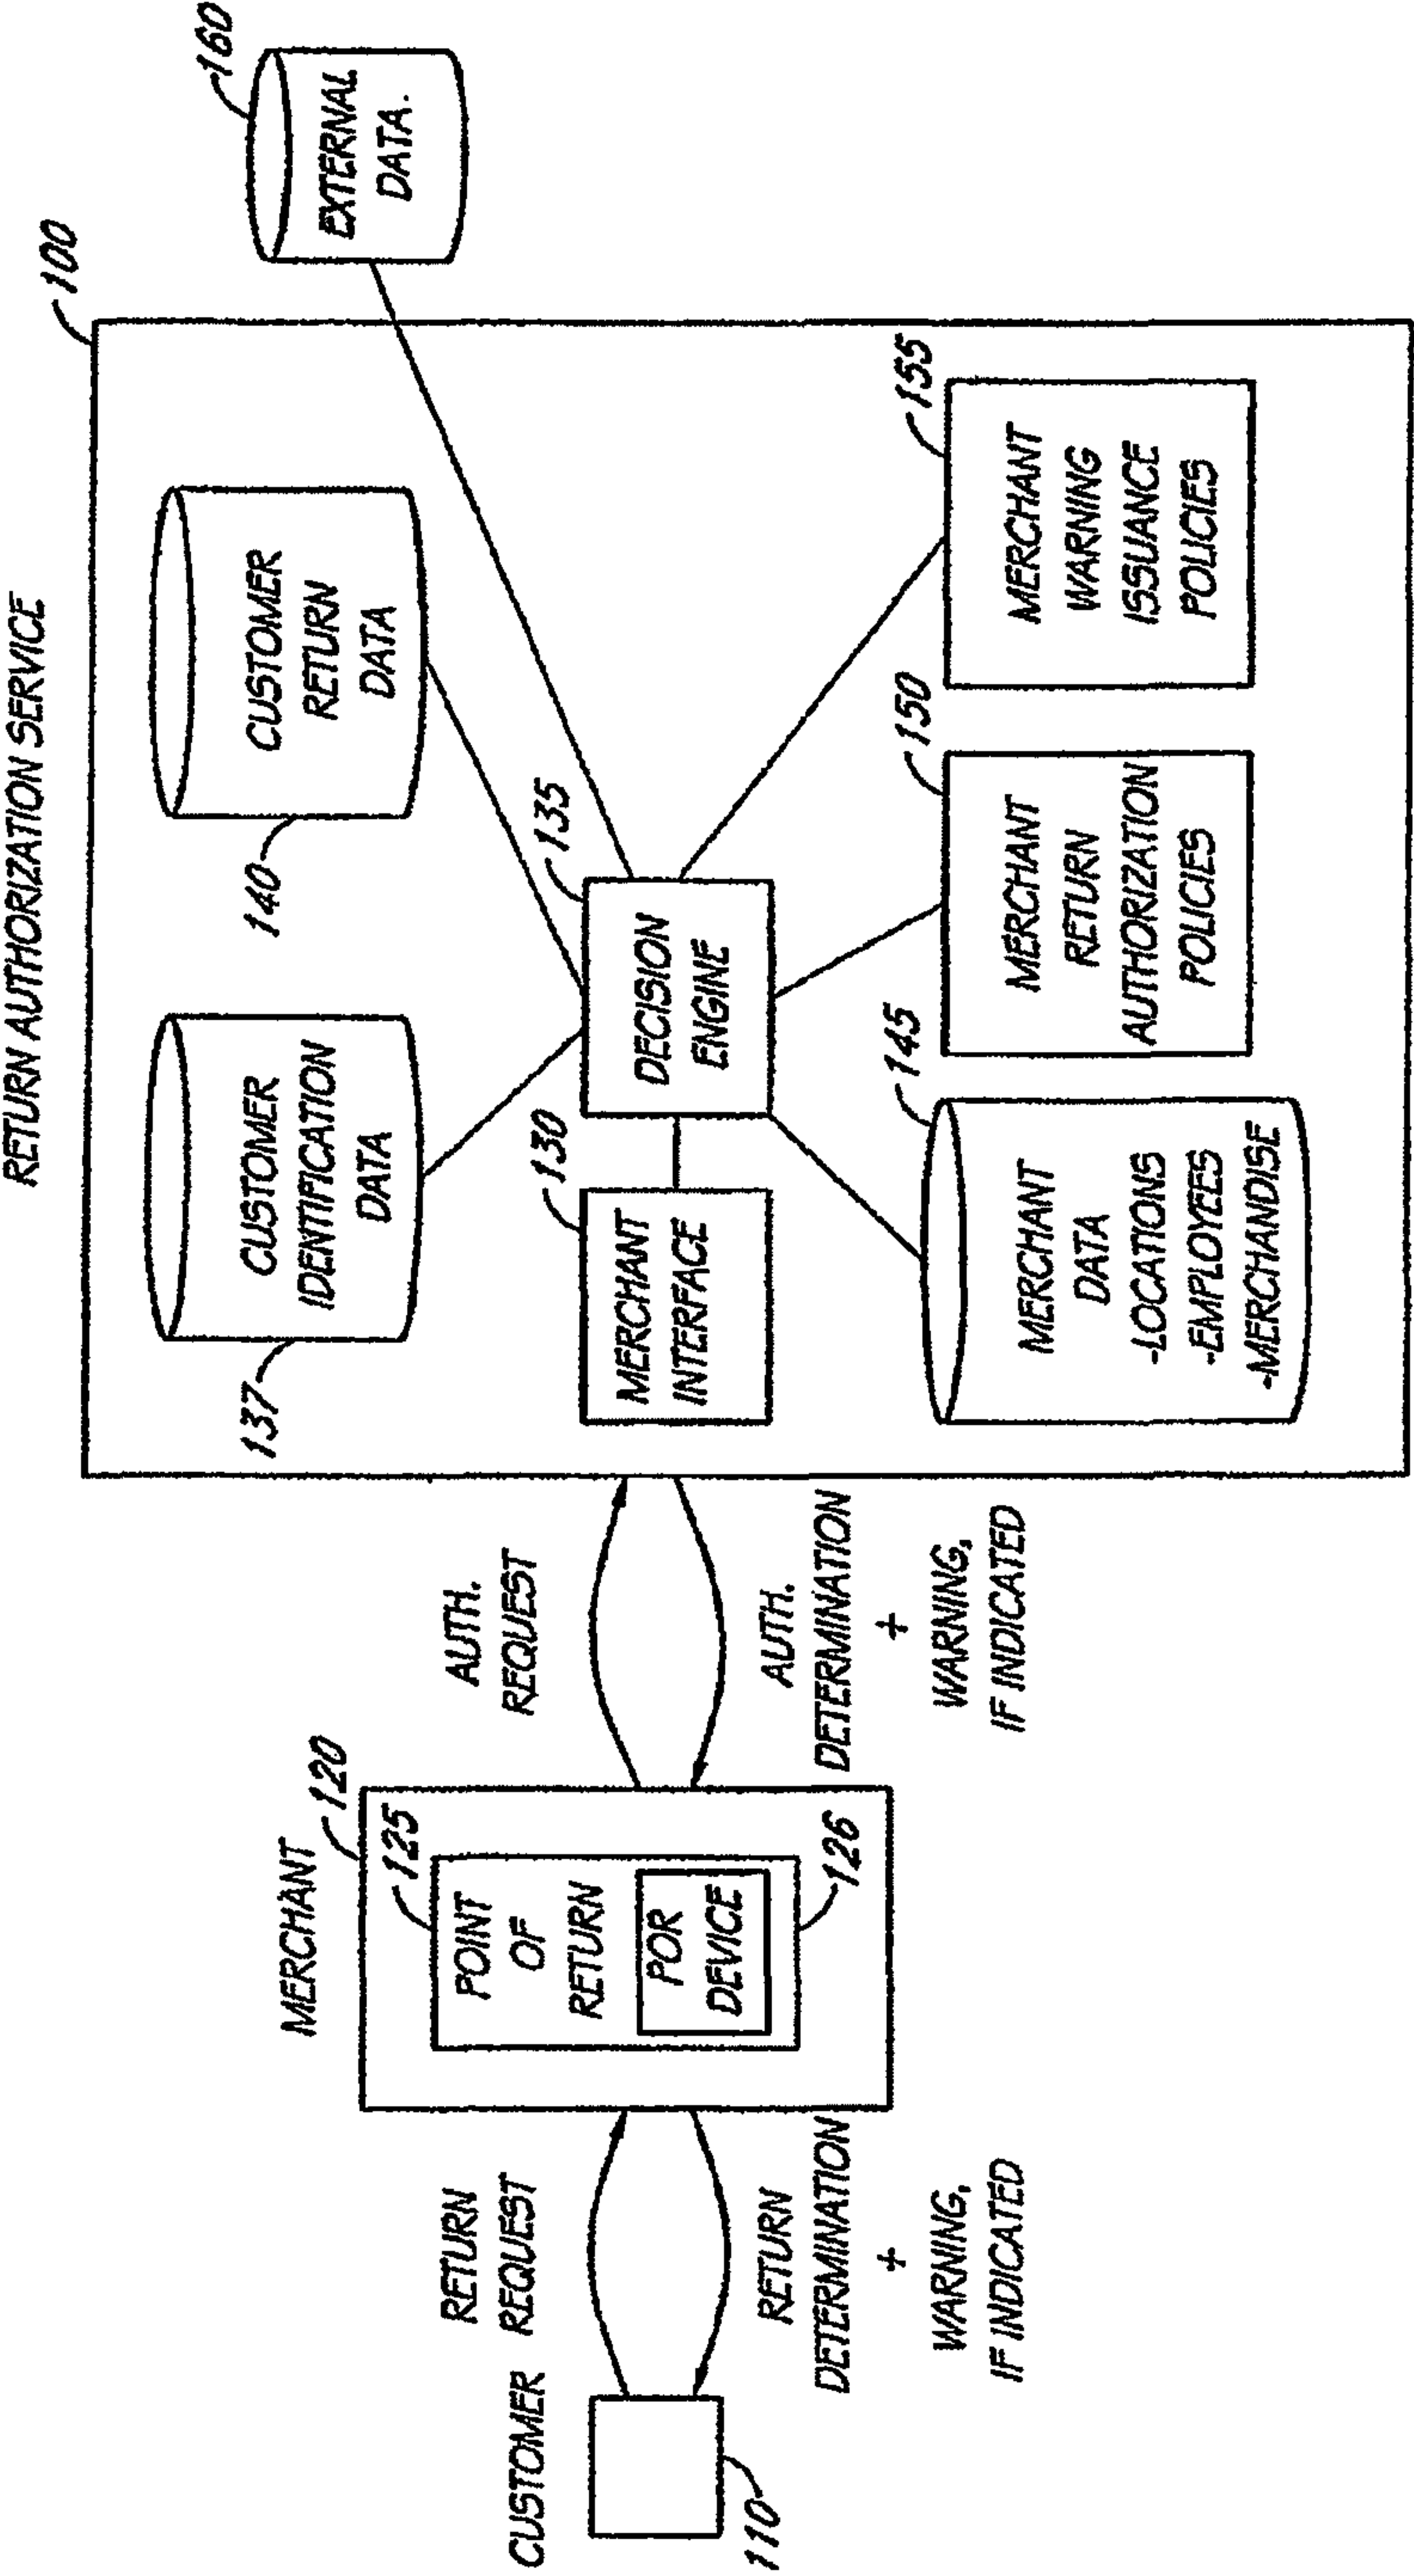 RETURN AUTHORIZATION SERVICE
100
160
EXTERNAL
DATA.
137
CUSTOMER
IDENTIFICATION
DATA
140
CUSTOMER
RETURN
DATA
130
MERCHANT
INTERFACE
135
DECISION
ENGINE
145
MERCHANT
DATA
-LOCATIONS
-EMPLOYEES
-MERCHANDISE
150
MERCHANT
RETURN
AUTHORIZATION
POLICIES
155
MERCHANT
WARNING
ISSUANCE
POLICIES
AUTH.
REQUEST
AUTH.
DETERMINATION
+
WARNING,
IF INDICATED
MERCHANT
120
125
POINT
OF
RETURN
POR
DEVICE
126
RETURN
REQUEST
RETURN
DETERMINATION
+
WARNING,
IF INDICATED
CUSTOMER
110